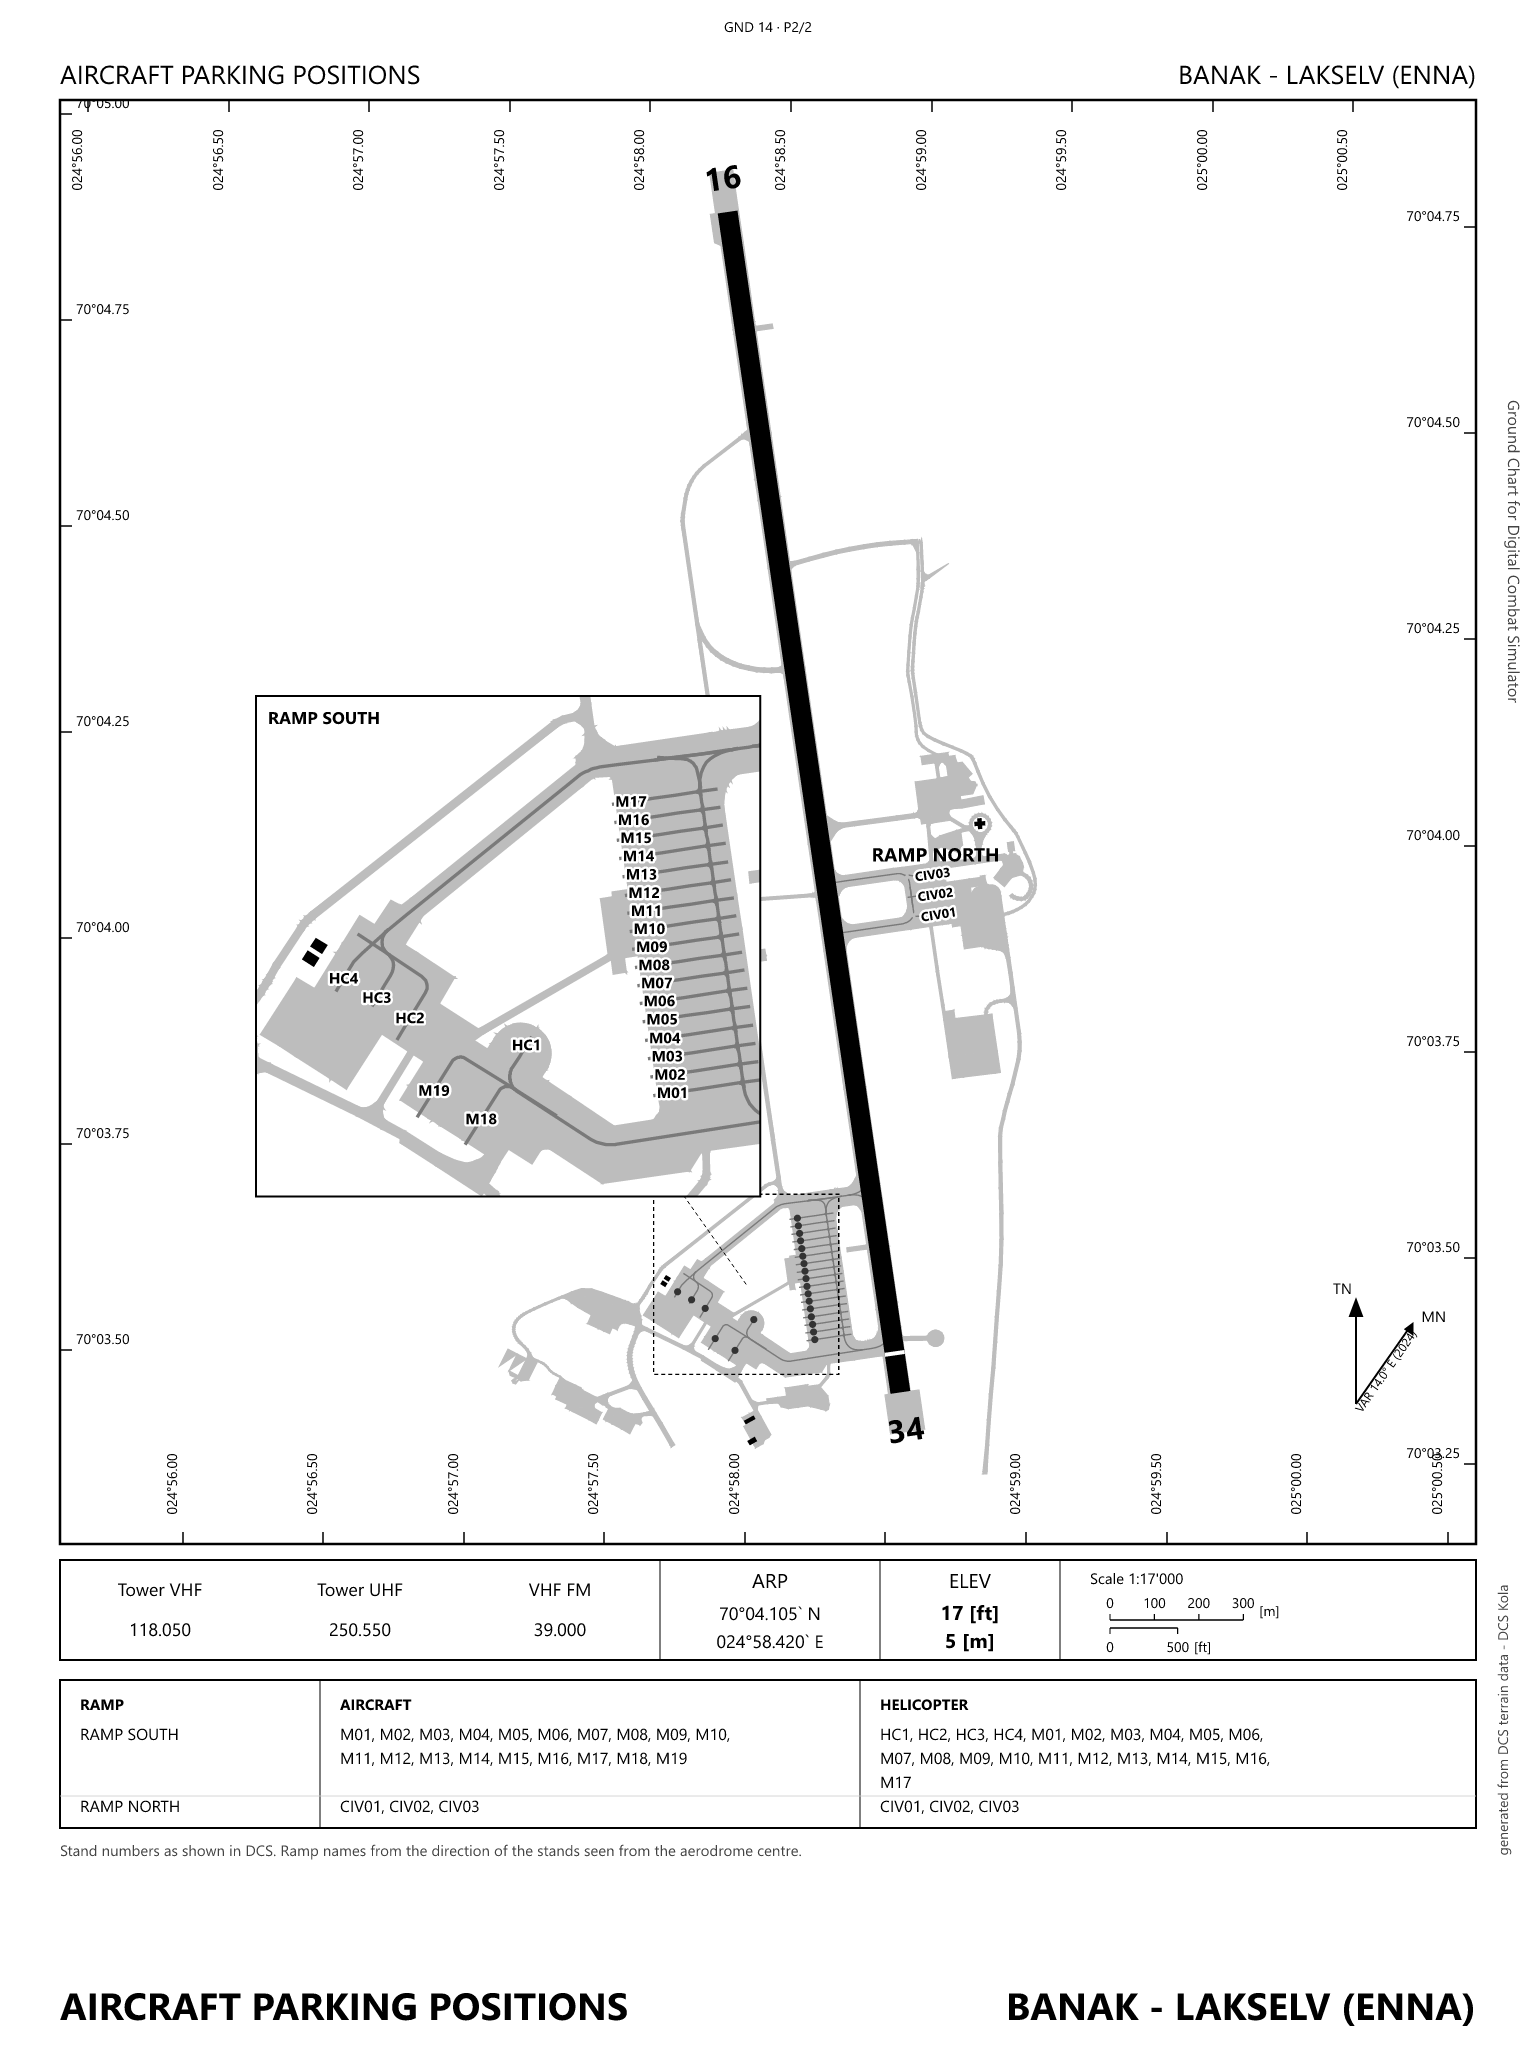 GND 14 · P2/2
AIRCRAFT PARKING POSITIONS
BANAK - LAKSELV (ENNA)
70°05.00
024°56.00
024°56.50
024°57.00
024°57.50
024°58.00
024°58.50
024°59.00
024°59.50
025°00.00
025°00.50
16
70°04.75
70°04.75
70°04.50
70°04.50
70°04.25
70°04.25
70°04.00
70°04.00
70°03.75
70°03.75
70°03.50
70°03.50
70°03.25
RAMP SOUTH
M17
M16
M15
M14
M13
M12
M11
M10
M09
M08
M07
M06
M05
M04
M03
M02
M01
HC4
HC3
HC2
HC1
M19
M18
RAMP NORTH
CIV03
CIV02
CIV01
34
TN
MN
VAR 14.0° E (2024)
024°56.00
024°56.50
024°57.00
024°57.50
024°58.00
024°59.00
024°59.50
025°00.00
025°00.50
Ground Chart for Digital Combat Simulator
Tower VHF
118.050
Tower UHF
250.550
VHF FM
39.000
ARP
70°04.105` N
024°58.420` E
ELEV
17 [ft]
5 [m]
Scale 1:17'000
0 100 200 300 [m]
0 500 [ft]
RAMP AIRCRAFT HELICOPTER
RAMP SOUTH
M01, M02, M03, M04, M05, M06, M07, M08, M09, M10,
M11, M12, M13, M14, M15, M16, M17, M18, M19
HC1, HC2, HC3, HC4, M01, M02, M03, M04, M05, M06,
M07, M08, M09, M10, M11, M12, M13, M14, M15, M16,
M17
RAMP NORTH
CIV01, CIV02, CIV03
CIV01, CIV02, CIV03
Stand numbers as shown in DCS. Ramp names from the direction of the stands seen from the aerodrome centre.
generated from DCS terrain data - DCS Kola
AIRCRAFT PARKING POSITIONS
BANAK - LAKSELV (ENNA)